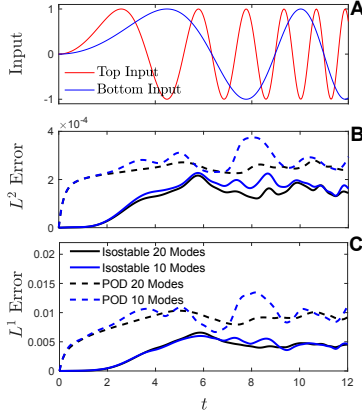 A
1
0
-1
Input
Top Input
Bottom Input
×10⁻⁴
B
4
2
0
L² Error
C
0.02
0.015
0.01
0.005
0
L¹ Error
Isostable 20 Modes
Isostable 10 Modes
POD 20 Modes
POD 10 Modes
0 2 4 6 8 10 12
t